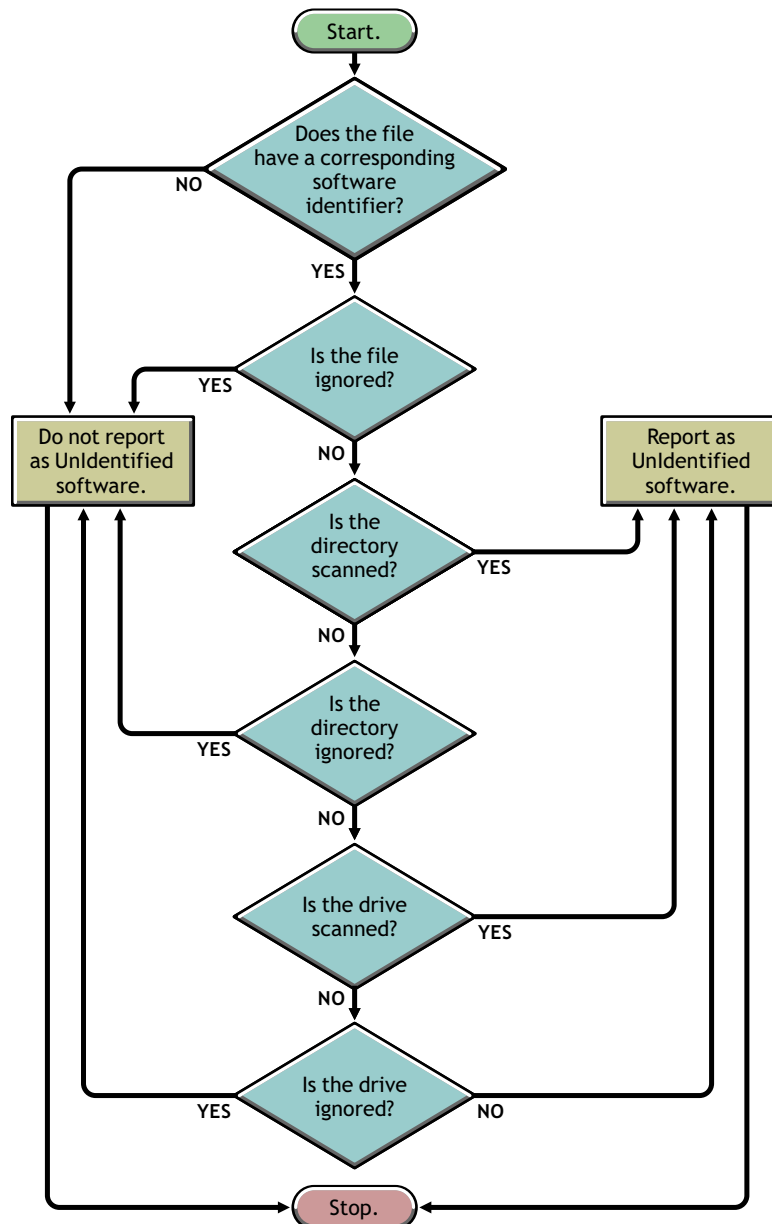 Start.
Does the file
have a corresponding
software
identifier?
NO
YES
Is the file
ignored?
YES
NO
Do not report
as UnIdentified
software.
Report as
UnIdentified
software.
Is the
directory
scanned?
YES
NO
Is the
directory
ignored?
YES
NO
Is the drive
scanned?
YES
NO
Is the drive
ignored?
YES
NO
Stop.